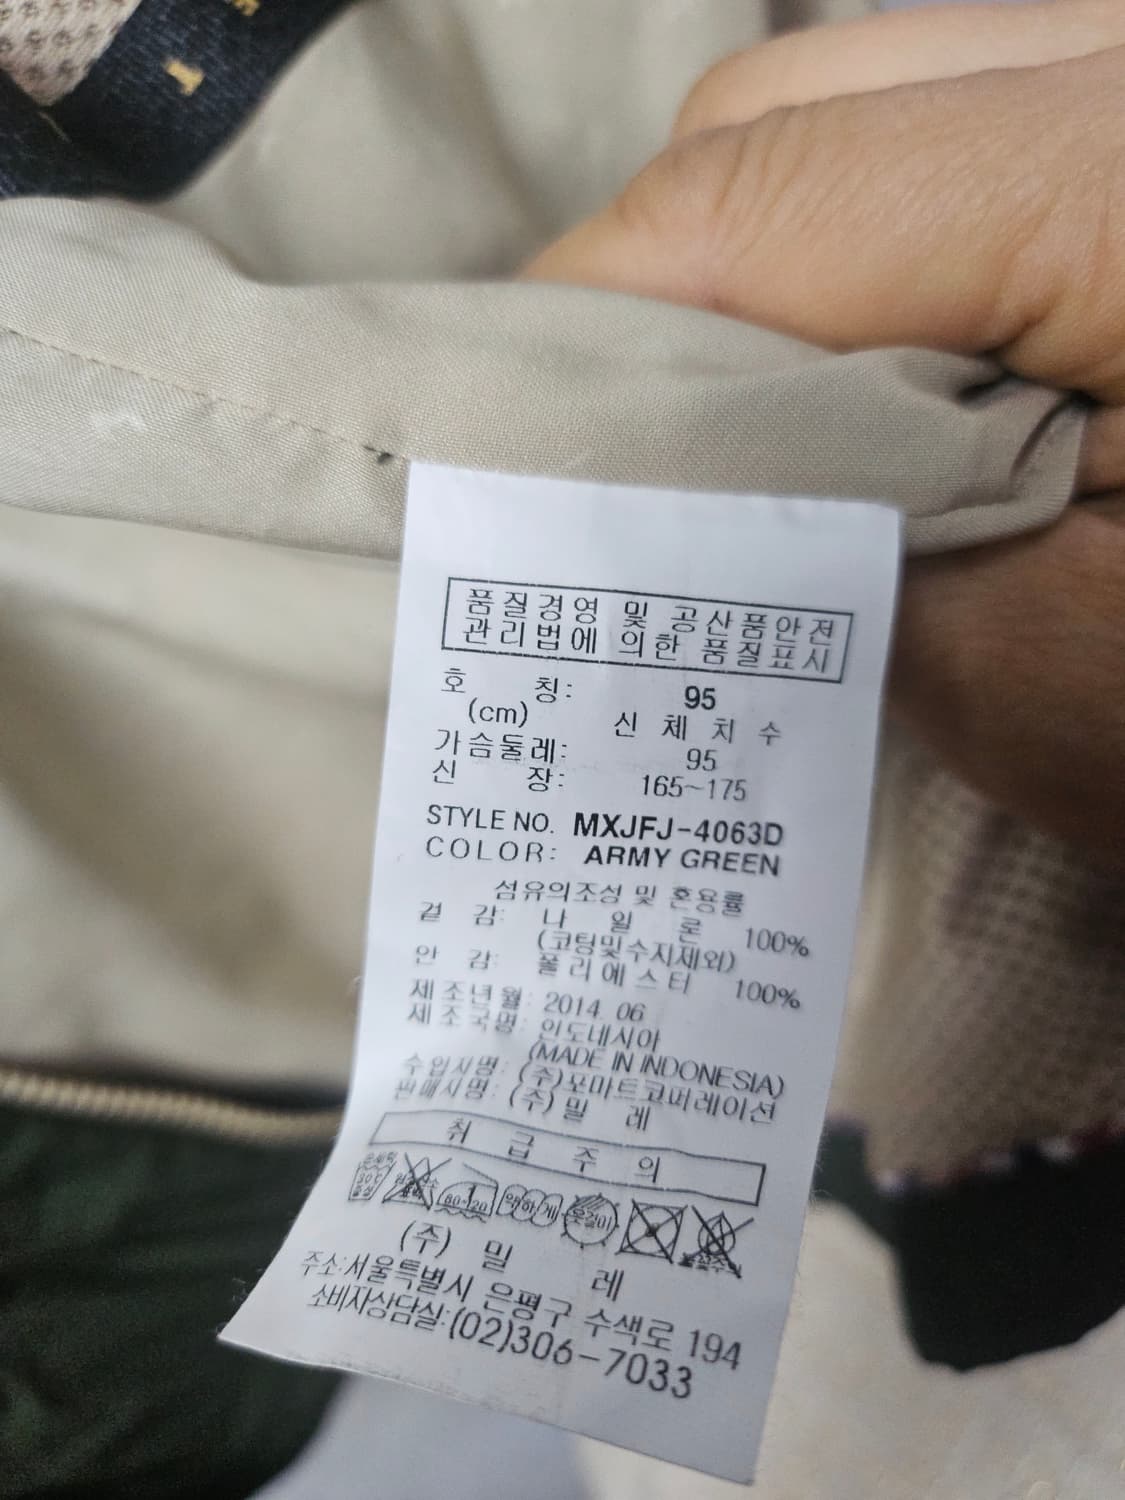 품질경영 및 공산품안전
관리법에 의한 품질표시
호 칭: 95
(cm) 신 체 치 수
가슴둘레: 95
신 장: 165~175
STYLE NO. MXJFJ-4063D
COLOR: ARMY GREEN
섬유의조성 및 혼용률
겉 감: 나 일 론 100%
(코팅및수지제외)
안 감: 폴리에스터 100%
제조년월: 2014. 06
제조국명: 인도네시아
(MADE IN INDONESIA)
수입자명: (주)포마트코퍼레이션
판매자명: (주) 밀 레
취 급 주 의
약하게
옷걸이
(주) 밀 레
주소:서울특별시 은평구 수색로 194
소비자상담실:(02)306-7033